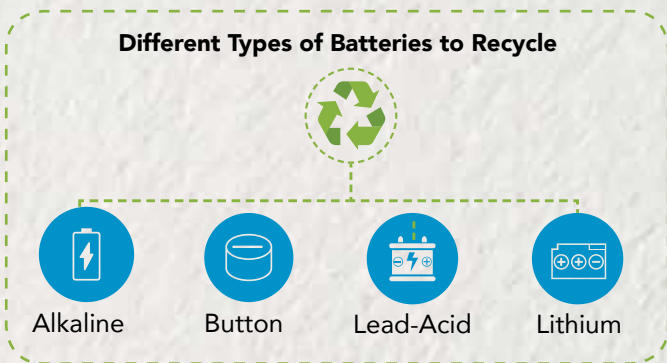 Different Types of Batteries to Recycle
Alkaline
Button
Lead-Acid
Lithium